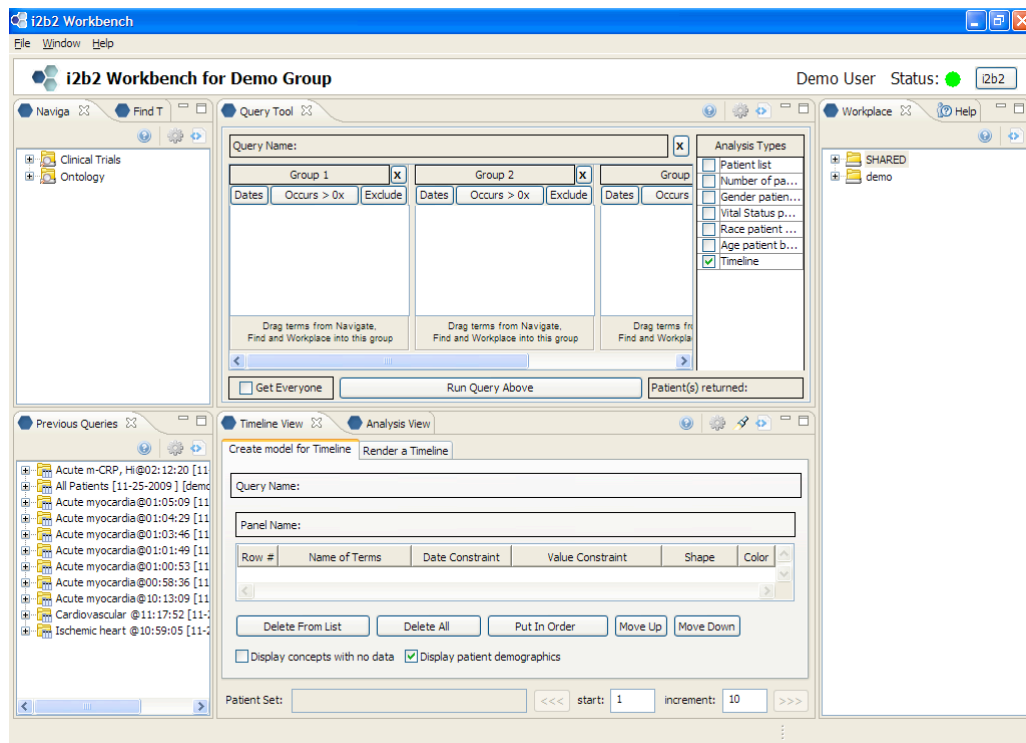 i2b2 Workbench
File Window Help
i2b2 Workbench for Demo Group
Demo User Status: i2b2
Naviga
Find T
Clinical Trials
Ontology
Query Tool
Query Name: x
Group 1 x
Dates Occurs > 0x Exclude
Drag terms from Navigate,
Find and Workplace into this group
Group 2 x
Dates Occurs > 0x Exclude
Drag terms from Navigate,
Find and Workplace into this group
Group
Dates Occurs
Drag terms fr
Find and Workpla
Analysis Types
Patient list
Number of pa...
Gender patien...
Vital Status p...
Race patient ...
Age patient b...
Timeline
Get Everyone
Run Query Above
Patient(s) returned:
Workplace
Help
SHARED
demo
Previous Queries
Acute m-CRP, Hi@02:12:20 [11-
All Patients [11-25-2009 ] [demo
Acute myocardia@01:05:09 [11
Acute myocardia@01:04:29 [11
Acute myocardia@01:03:46 [11
Acute myocardia@01:01:49 [11
Acute myocardia@01:00:53 [11
Acute myocardia@00:58:36 [11
Acute myocardia@10:13:09 [11
Cardiovascular @11:17:52 [11-2
Ischemic heart @10:59:05 [11-2
Timeline View
Analysis View
Create model for Timeline
Render a Timeline
Query Name:
Panel Name:
Row # Name of Terms Date Constraint Value Constraint Shape Color
Delete From List Delete All Put In Order Move Up Move Down
Display concepts with no data Display patient demographics
Patient Set: <<< start: 1 increment: 10 >>>